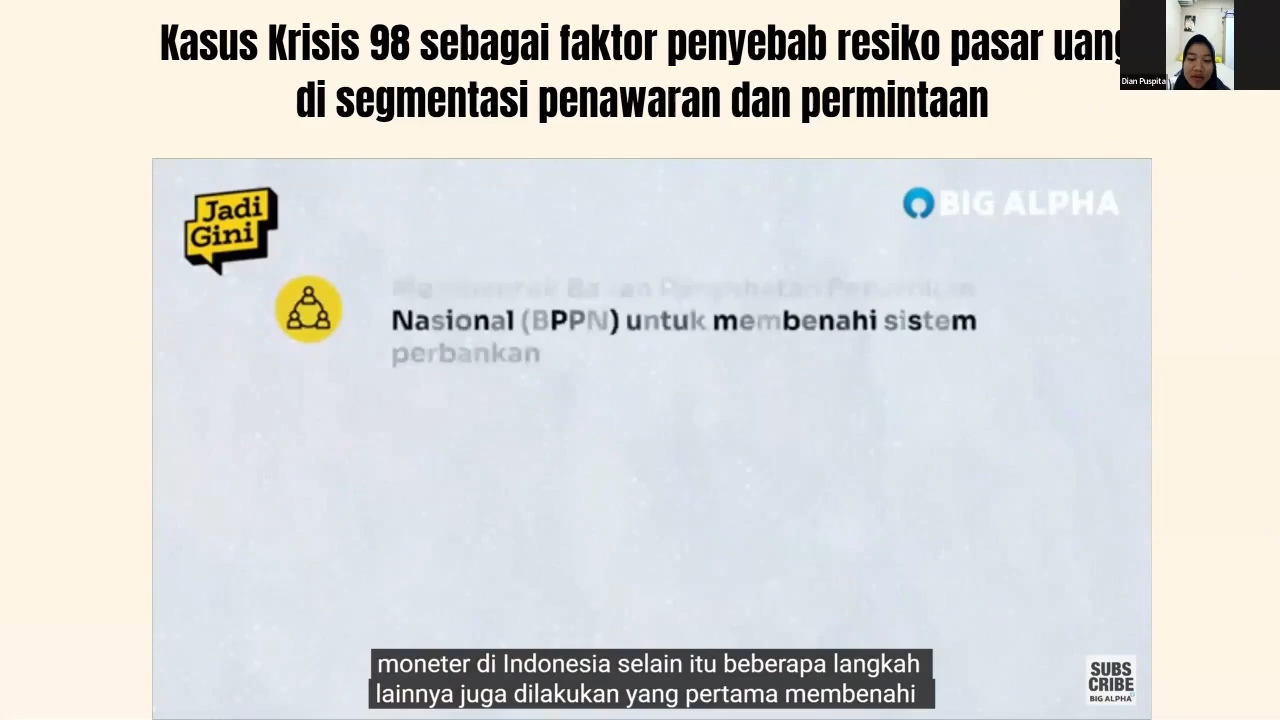 Kasus Krisis 98 sebagai faktor penyebab resiko pasar uang
di segmentasi penawaran dan permintaan
Dian Puspita
Jadi
Gini
BIG ALPHA
Nasional (BPPN) untuk membenahi sistem
perbankan
moneter di Indonesia selain itu beberapa langkah
lainnya juga dilakukan yang pertama membenahi
SUBS
CRIBE
BIG ALPHA